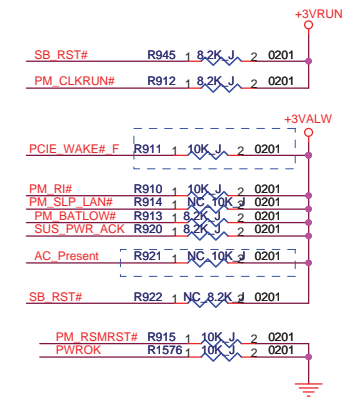 +3VRUN
SB_RST# R945 1 8.2K_J 2 0201
PM_CLKRUN# R912 1 8.2K_J 2 0201
+3VALW
PCIE_WAKE#_F R911 1 10K_J 2 0201
PM_RI# R910 1 10K_J 2 0201
PM_SLP_LAN# R914 1 NC_10K_J 2 0201
PM_BATLOW# R913 1 8.2K_J 2 0201
SUS_PWR_ACK R920 1 8.2K_J 2 0201
AC_Present R921 1 NC_10K_J 2 0201
SB_RST# R922 1 NC_8.2K_J 2 0201
PM_RSMRST# R915 1 10K_J 2 0201
PWROK R1576 1 10K_J 2 0201